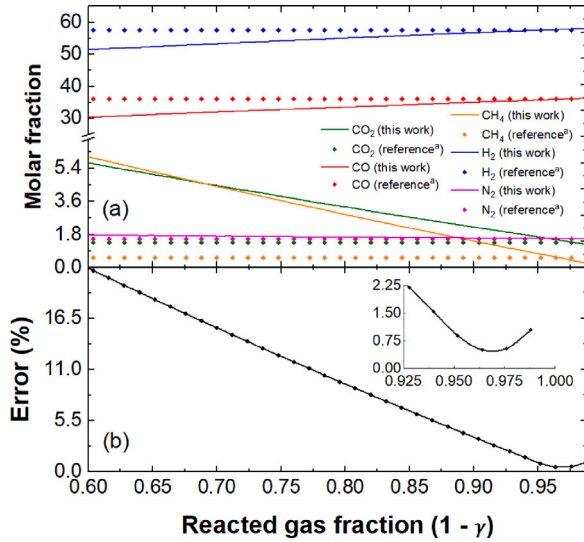 60
50
40
30
5.4
3.6
1.8
0.0
Molar fraction
CO₂ (this work)
CO₂ (referenceᵃ⁾)
CO (this work)
CO (referenceᵃ⁾)
CH₄ (this work)
CH₄ (referenceᵃ⁾)
H₂ (this work)
H₂ (referenceᵃ⁾)
N₂ (this work)
N₂ (referenceᵃ⁾)
(a)
16.5
11.0
5.5
0.0
Error (%)
2.25
1.50
0.75
0.00
0.925
0.950
0.975
1.000
(b)
0.60
0.65
0.70
0.75
0.80
0.85
0.90
0.95
Reacted gas fraction (1 - γ)